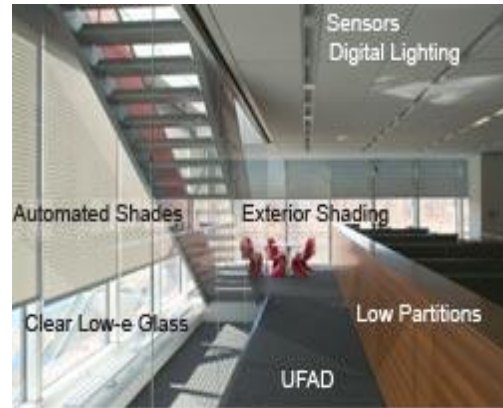 Sensors
Digital Lighting
Automated Shades
Exterior Shading
Clear Low-e Glass
Low Partitions
UFAD